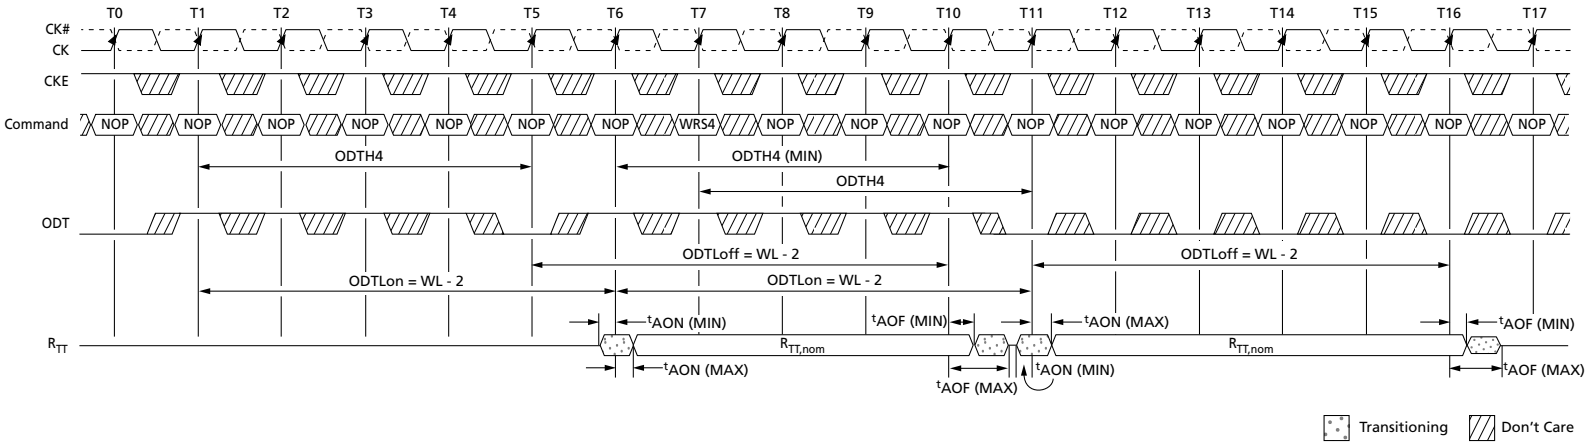 T0 T1 T2 T3 T4 T5 T6 T7 T8 T9 T10 T11 T12 T13 T14 T15 T16 T17
CK#
CK
CKE
Command NOP NOP NOP NOP NOP NOP NOP WRS4 NOP NOP NOP NOP NOP NOP NOP NOP NOP NOP
ODTH4 ODTH4 (MIN)
ODTH4
ODT
ODTLoff = WL - 2 ODTLoff = WL - 2
ODTLon = WL - 2 ODTLon = WL - 2
tAON (MIN) tAOF (MIN) tAON (MAX) tAOF (MIN)
RTT RTT,nom RTT,nom
tAON (MAX) tAON (MIN) tAOF (MAX)
tAOF (MAX)
Transitioning Don't Care